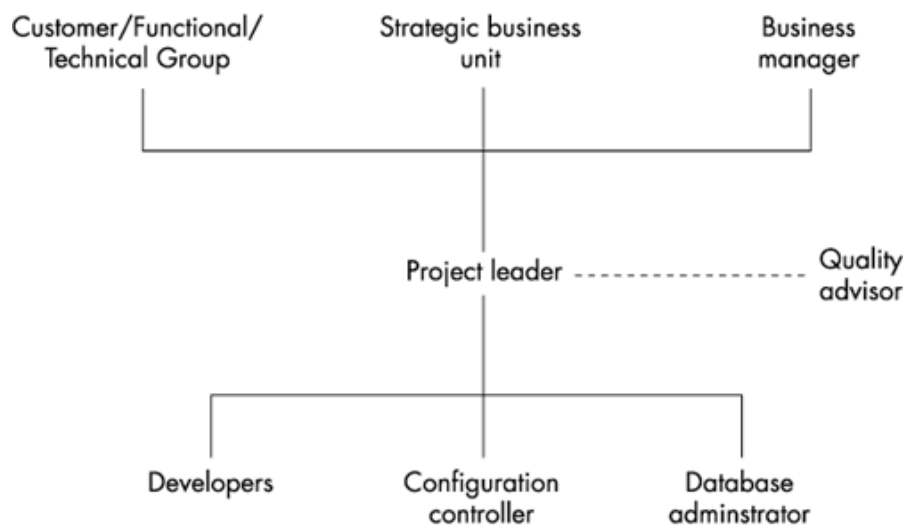 Customer/Functional/
Technical Group
Strategic business
unit
Business
manager
Project leader
Quality
advisor
Developers
Configuration
controller
Database
adminstrator